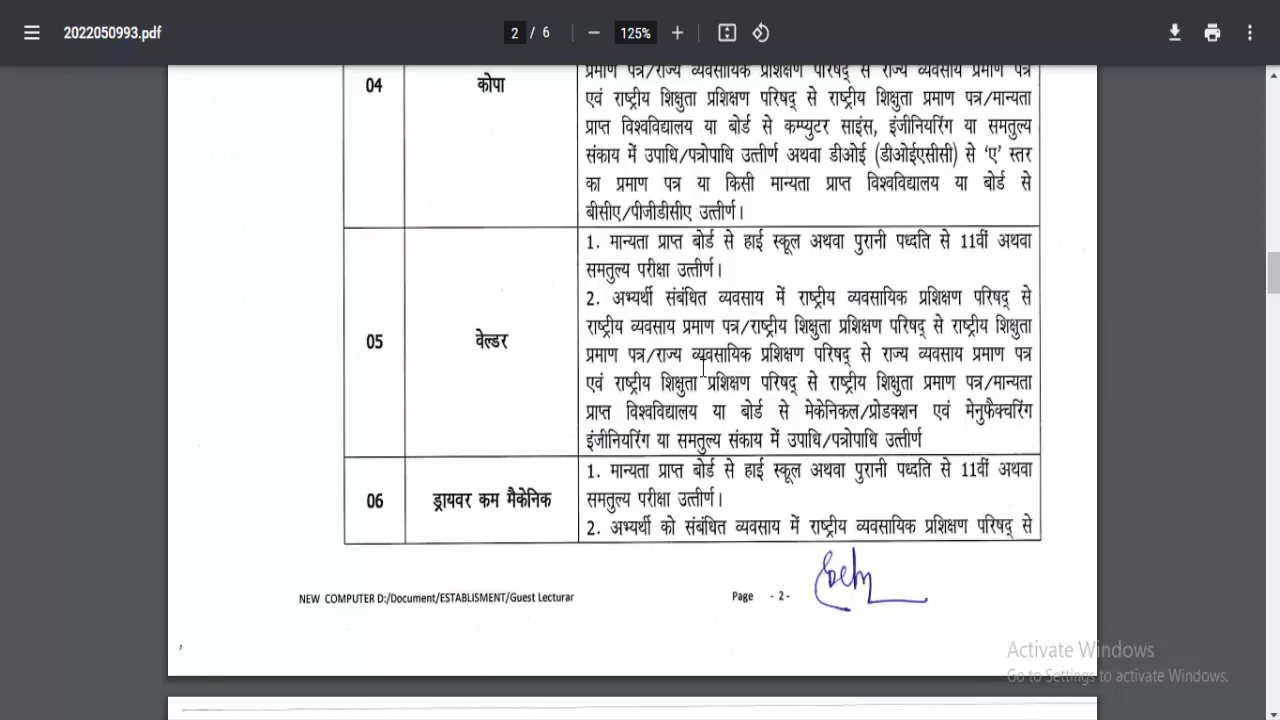 2022050993.pdf
2 / 6
125%
प्रमाण पत्र/राज्य व्यवसायिक प्रशिक्षण परिषद् से राज्य व्यवसाय प्रमाण पत्र
04 कोपा
एवं राष्ट्रीय शिक्षुता प्रशिक्षण परिषद् से राष्ट्रीय शिक्षुता प्रमाण पत्र/मान्यता
प्राप्त विश्वविद्यालय या बोर्ड से कम्प्युटर साइंस, इंजीनियरिंग या समतुल्य
संकाय में उपाधि/पत्रोपाधि उत्तीर्ण अथवा डीओई (डीओईएसीसी) से 'ए' स्तर
का प्रमाण पत्र या किसी मान्यता प्राप्त विश्वविद्यालय या बोर्ड से
बीसीए/पीजीडीसीए उत्तीर्ण।
1. मान्यता प्राप्त बोर्ड से हाई स्कूल अथवा पुरानी पध्दति से 11वीं अथवा
समतुल्य परीक्षा उत्तीर्ण।
2. अभ्यर्थी संबंधित व्यवसाय में राष्ट्रीय व्यवसायिक प्रशिक्षण परिषद् से
राष्ट्रीय व्यवसाय प्रमाण पत्र/राष्ट्रीय शिक्षुता प्रशिक्षण परिषद् से राष्ट्रीय शिक्षुता
05 वेल्डर
प्रमाण पत्र/राज्य व्यवसायिक प्रशिक्षण परिषद् से राज्य व्यवसाय प्रमाण पत्र
एवं राष्ट्रीय शिक्षुता प्रशिक्षण परिषद् से राष्ट्रीय शिक्षुता प्रमाण पत्र/मान्यता
प्राप्त विश्वविद्यालय या बोर्ड से मेकेनिकल/प्रोडक्शन एवं मेनुफैक्चरिंग
इंजीनियरिंग या समतुल्य संकाय में उपाधि/पत्रोपाधि उत्तीर्ण
1. मान्यता प्राप्त बोर्ड से हाई स्कूल अथवा पुरानी पध्दति से 11वीं अथवा
06 ड्रायवर कम मैकेनिक
समतुल्य परीक्षा उत्तीर्ण।
2. अभ्यर्थी को संबंधित व्यवसाय में राष्ट्रीय व्यवसायिक प्रशिक्षण परिषद् से
NEW COMPUTER D:/Document/ESTABLISMENT/Guest Lecturar Page - 2-
Activate Windows
Go to Settings to activate Windows.